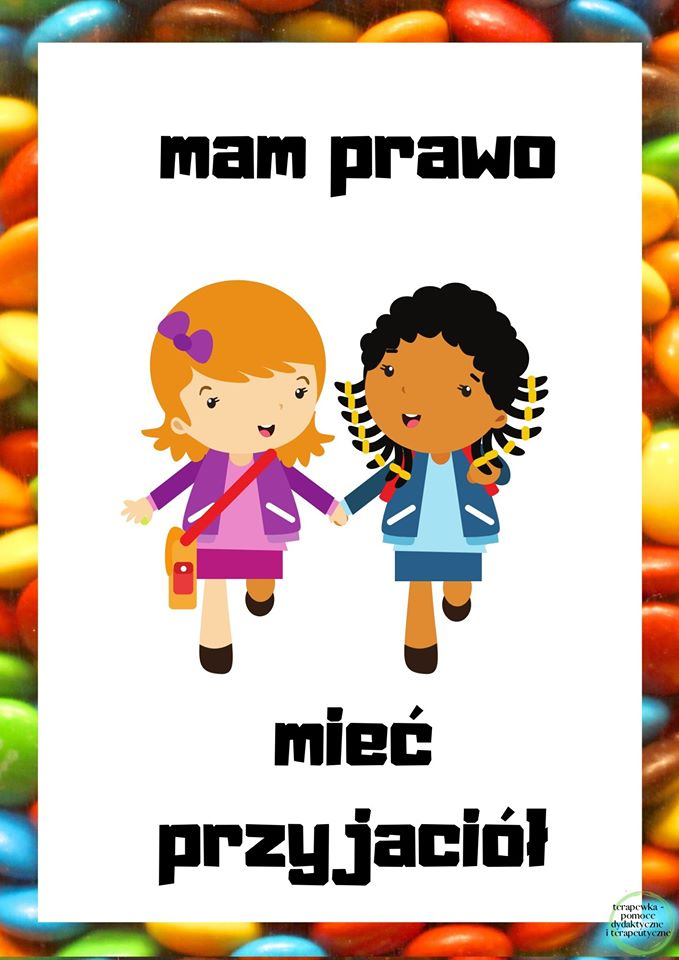 mam prawo
mieć
przyjaciół
terapewka -
pomoce
dydaktyczne
i terapeutyczne